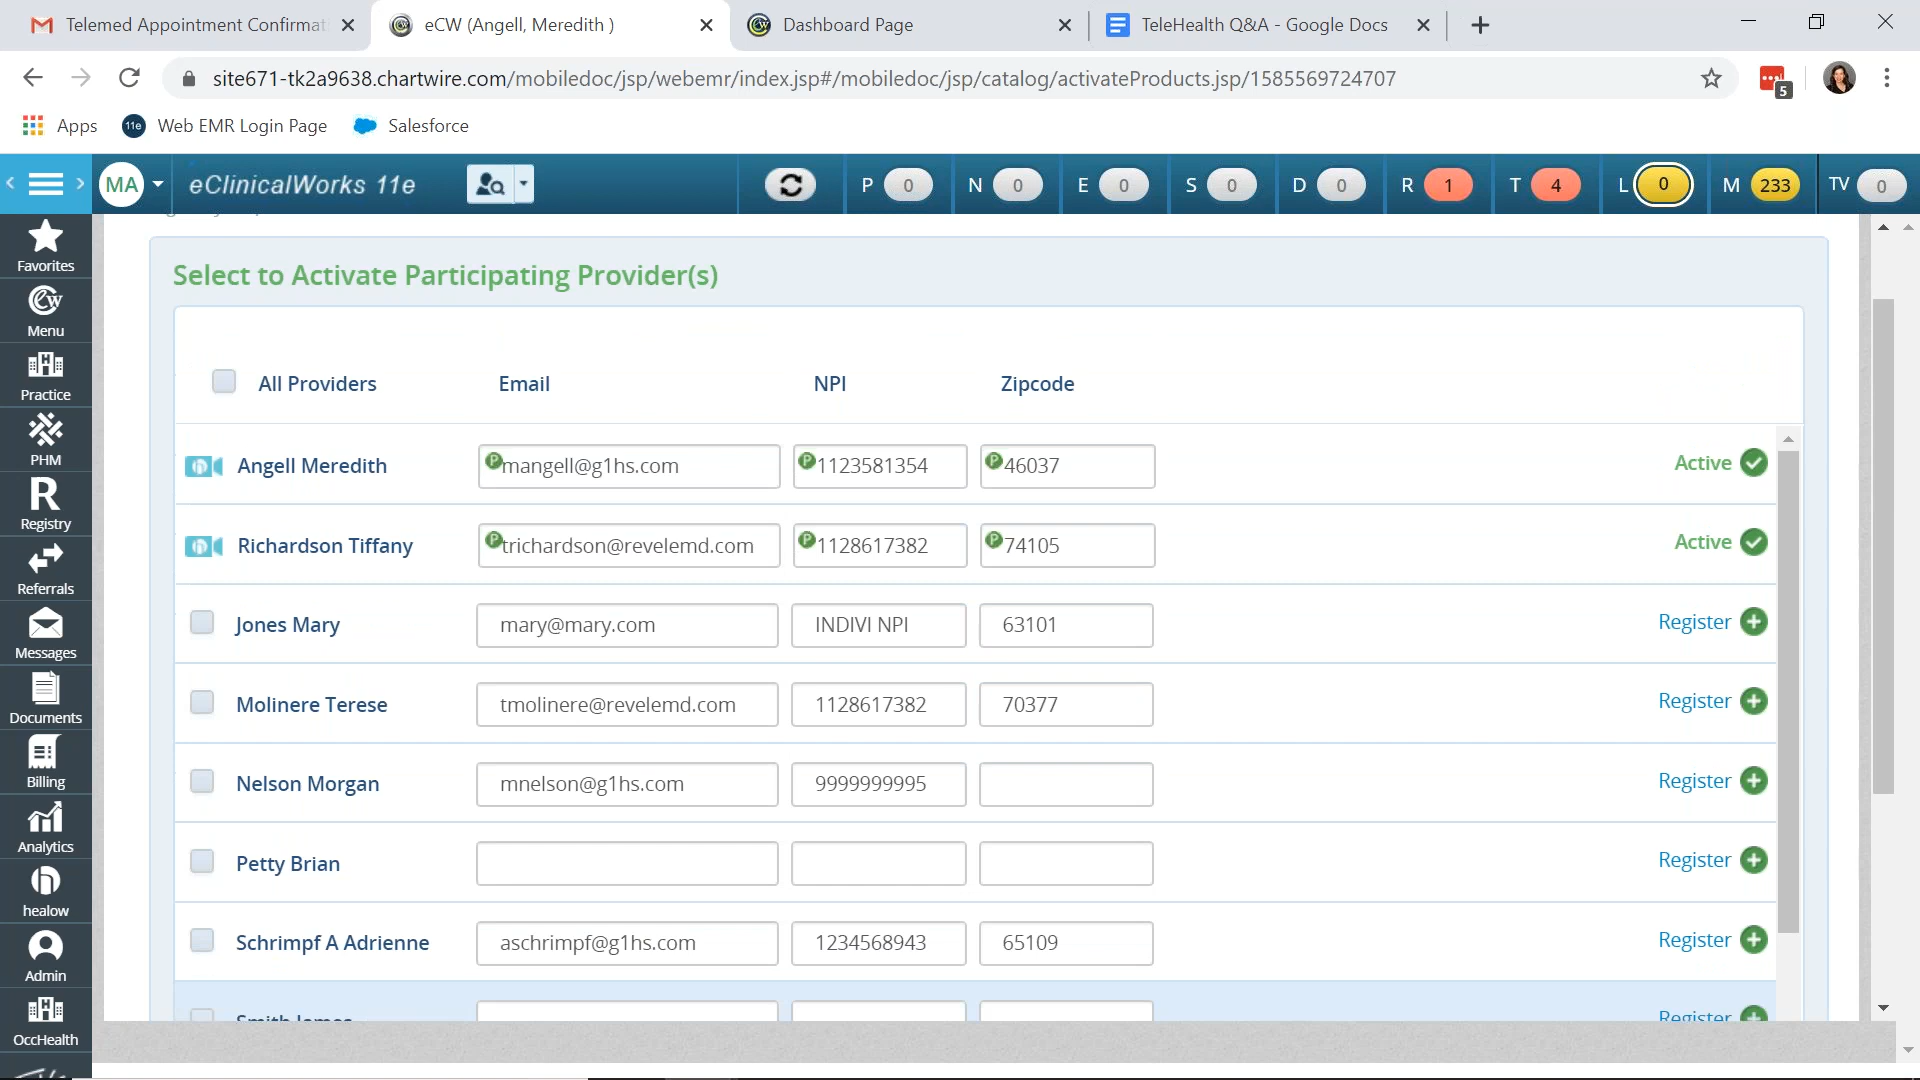 Telemed Appointment Confirmat
eCW (Angell, Meredith )
Dashboard Page
TeleHealth Q&A - Google Docs
site671-tk2a9638.chartwire.com/mobiledoc/jsp/webemr/index.jsp#/mobiledoc/jsp/catalog/activateProducts.jsp/1585569724707
5
Apps
11e Web EMR Login Page
Salesforce
MA
eClinicalWorks 11e
P 0
N 0
E 0
S 0
D 0
R 1
T 4
L 0
M 233
TV 0
Favorites
Menu
Practice
PHM
Registry
Referrals
Messages
Documents
Billing
Analytics
healow
Admin
OccHealth
Select to Activate Participating Provider(s)
All Providers Email NPI Zipcode
Angell Meredith P mangell@g1hs.com P 1123581354 P 46037 Active
Richardson Tiffany P trichardson@revelemd.com P 1128617382 P 74105 Active
Jones Mary mary@mary.com INDIVI NPI 63101 Register
Molinere Terese tmolinere@revelemd.com 1128617382 70377 Register
Nelson Morgan mnelson@g1hs.com 9999999995 Register
Petty Brian Register
Schrimpf A Adrienne aschrimpf@g1hs.com 1234568943 65109 Register
Smith James Register